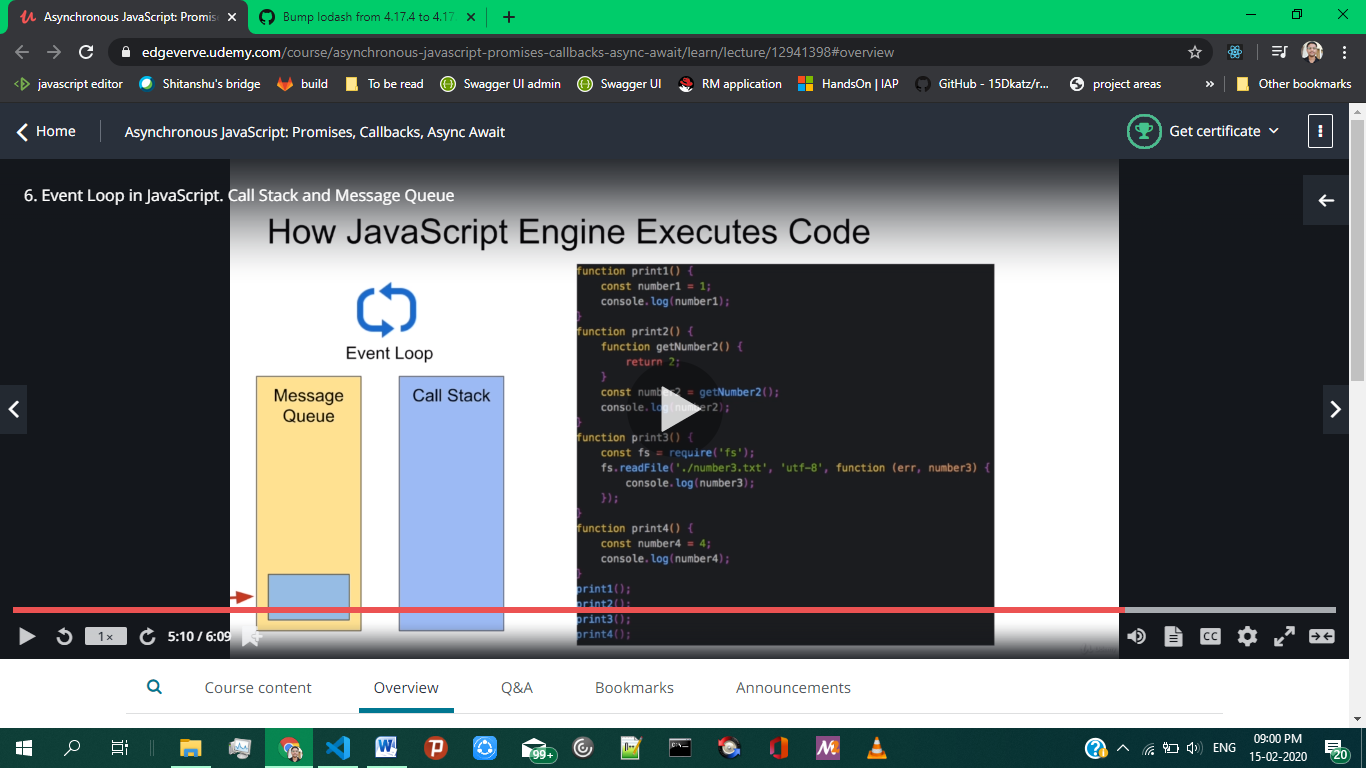 Asynchronous JavaScript: Promis
Bump lodash from 4.17.4 to 4.17.
edgeverve.udemy.com/course/asynchronous-javascript-promises-callbacks-async-await/learn/lecture/12941398#overview
javascript editor
Shitanshu's bridge
build
To be read
Swagger UI admin
Swagger UI
RM application
HandsOn | IAP
GitHub - 15Dkatz/r...
project areas
»
Other bookmarks
Home
Asynchronous JavaScript: Promises, Callbacks, Async Await
Get certificate
6. Event Loop in JavaScript. Call Stack and Message Queue
How JavaScript Engine Executes Code
Event Loop
Message
Queue
Call Stack
function print1() {
const number1 = 1;
console.log(number1);
}
function print2() {
function getNumber2() {
return 2;
}
const number2 = getNumber2();
console.log(number2);
}
function print3() {
const fs = require('fs');
fs.readFile('./number3.txt', 'utf-8', function (err, number3) {
console.log(number3);
});
}
function print4() {
const number4 = 4;
console.log(number4);
}
print1();
print2();
print3();
print4();
1×
5:10 / 6:09
CC
Course content
Overview
Q&A
Bookmarks
Announcements
99+
ENG
09:00 PM
15-02-2020
20